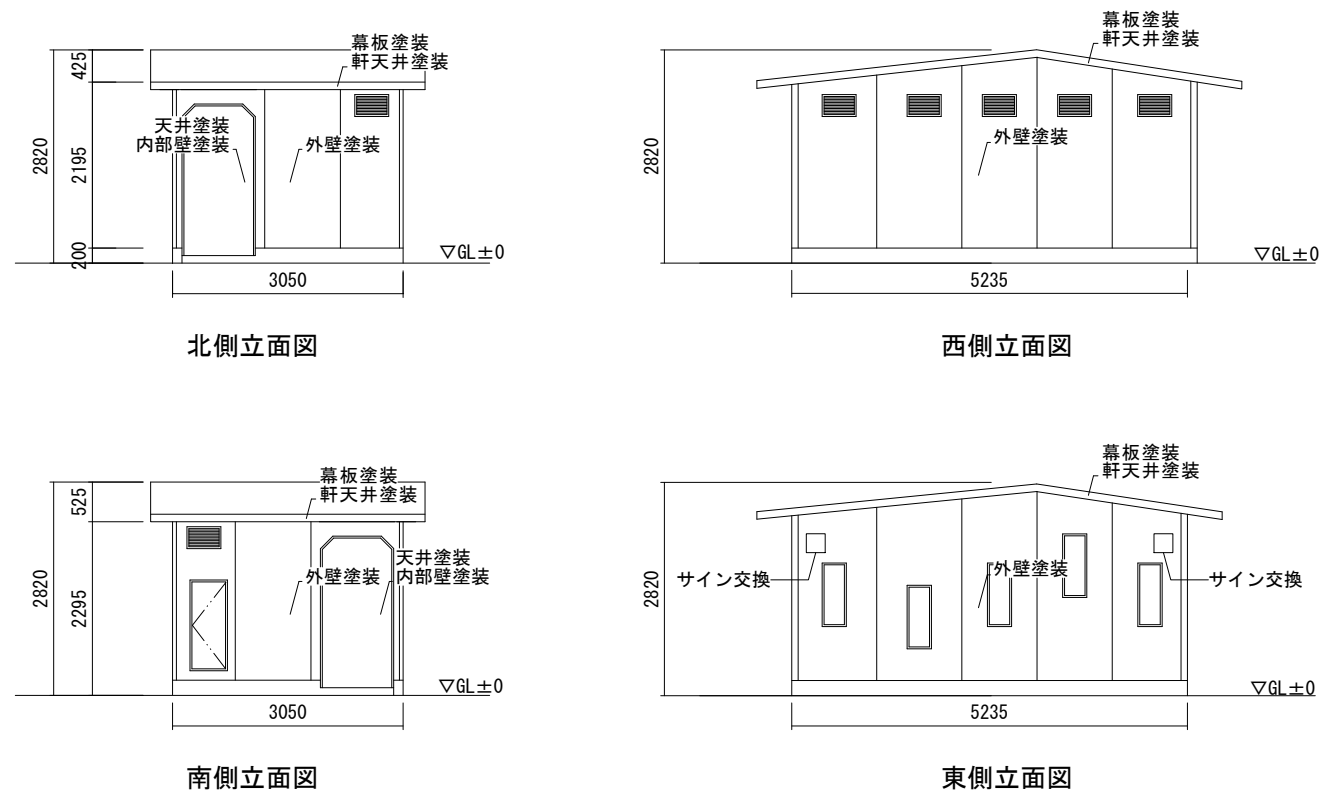 幕板塗装
軒天井塗装
天井塗装
内部壁塗装
外壁塗装
425
2195
200
2820
▽GL±0
3050
北側立面図
幕板塗装
軒天井塗装
外壁塗装
2820
▽GL±0
5235
西側立面図
幕板塗装
軒天井塗装
外壁塗装
天井塗装
内部壁塗装
525
2295
2820
▽GL±0
3050
南側立面図
幕板塗装
軒天井塗装
サイン交換
外壁塗装
サイン交換
2820
▽GL±0
5235
東側立面図